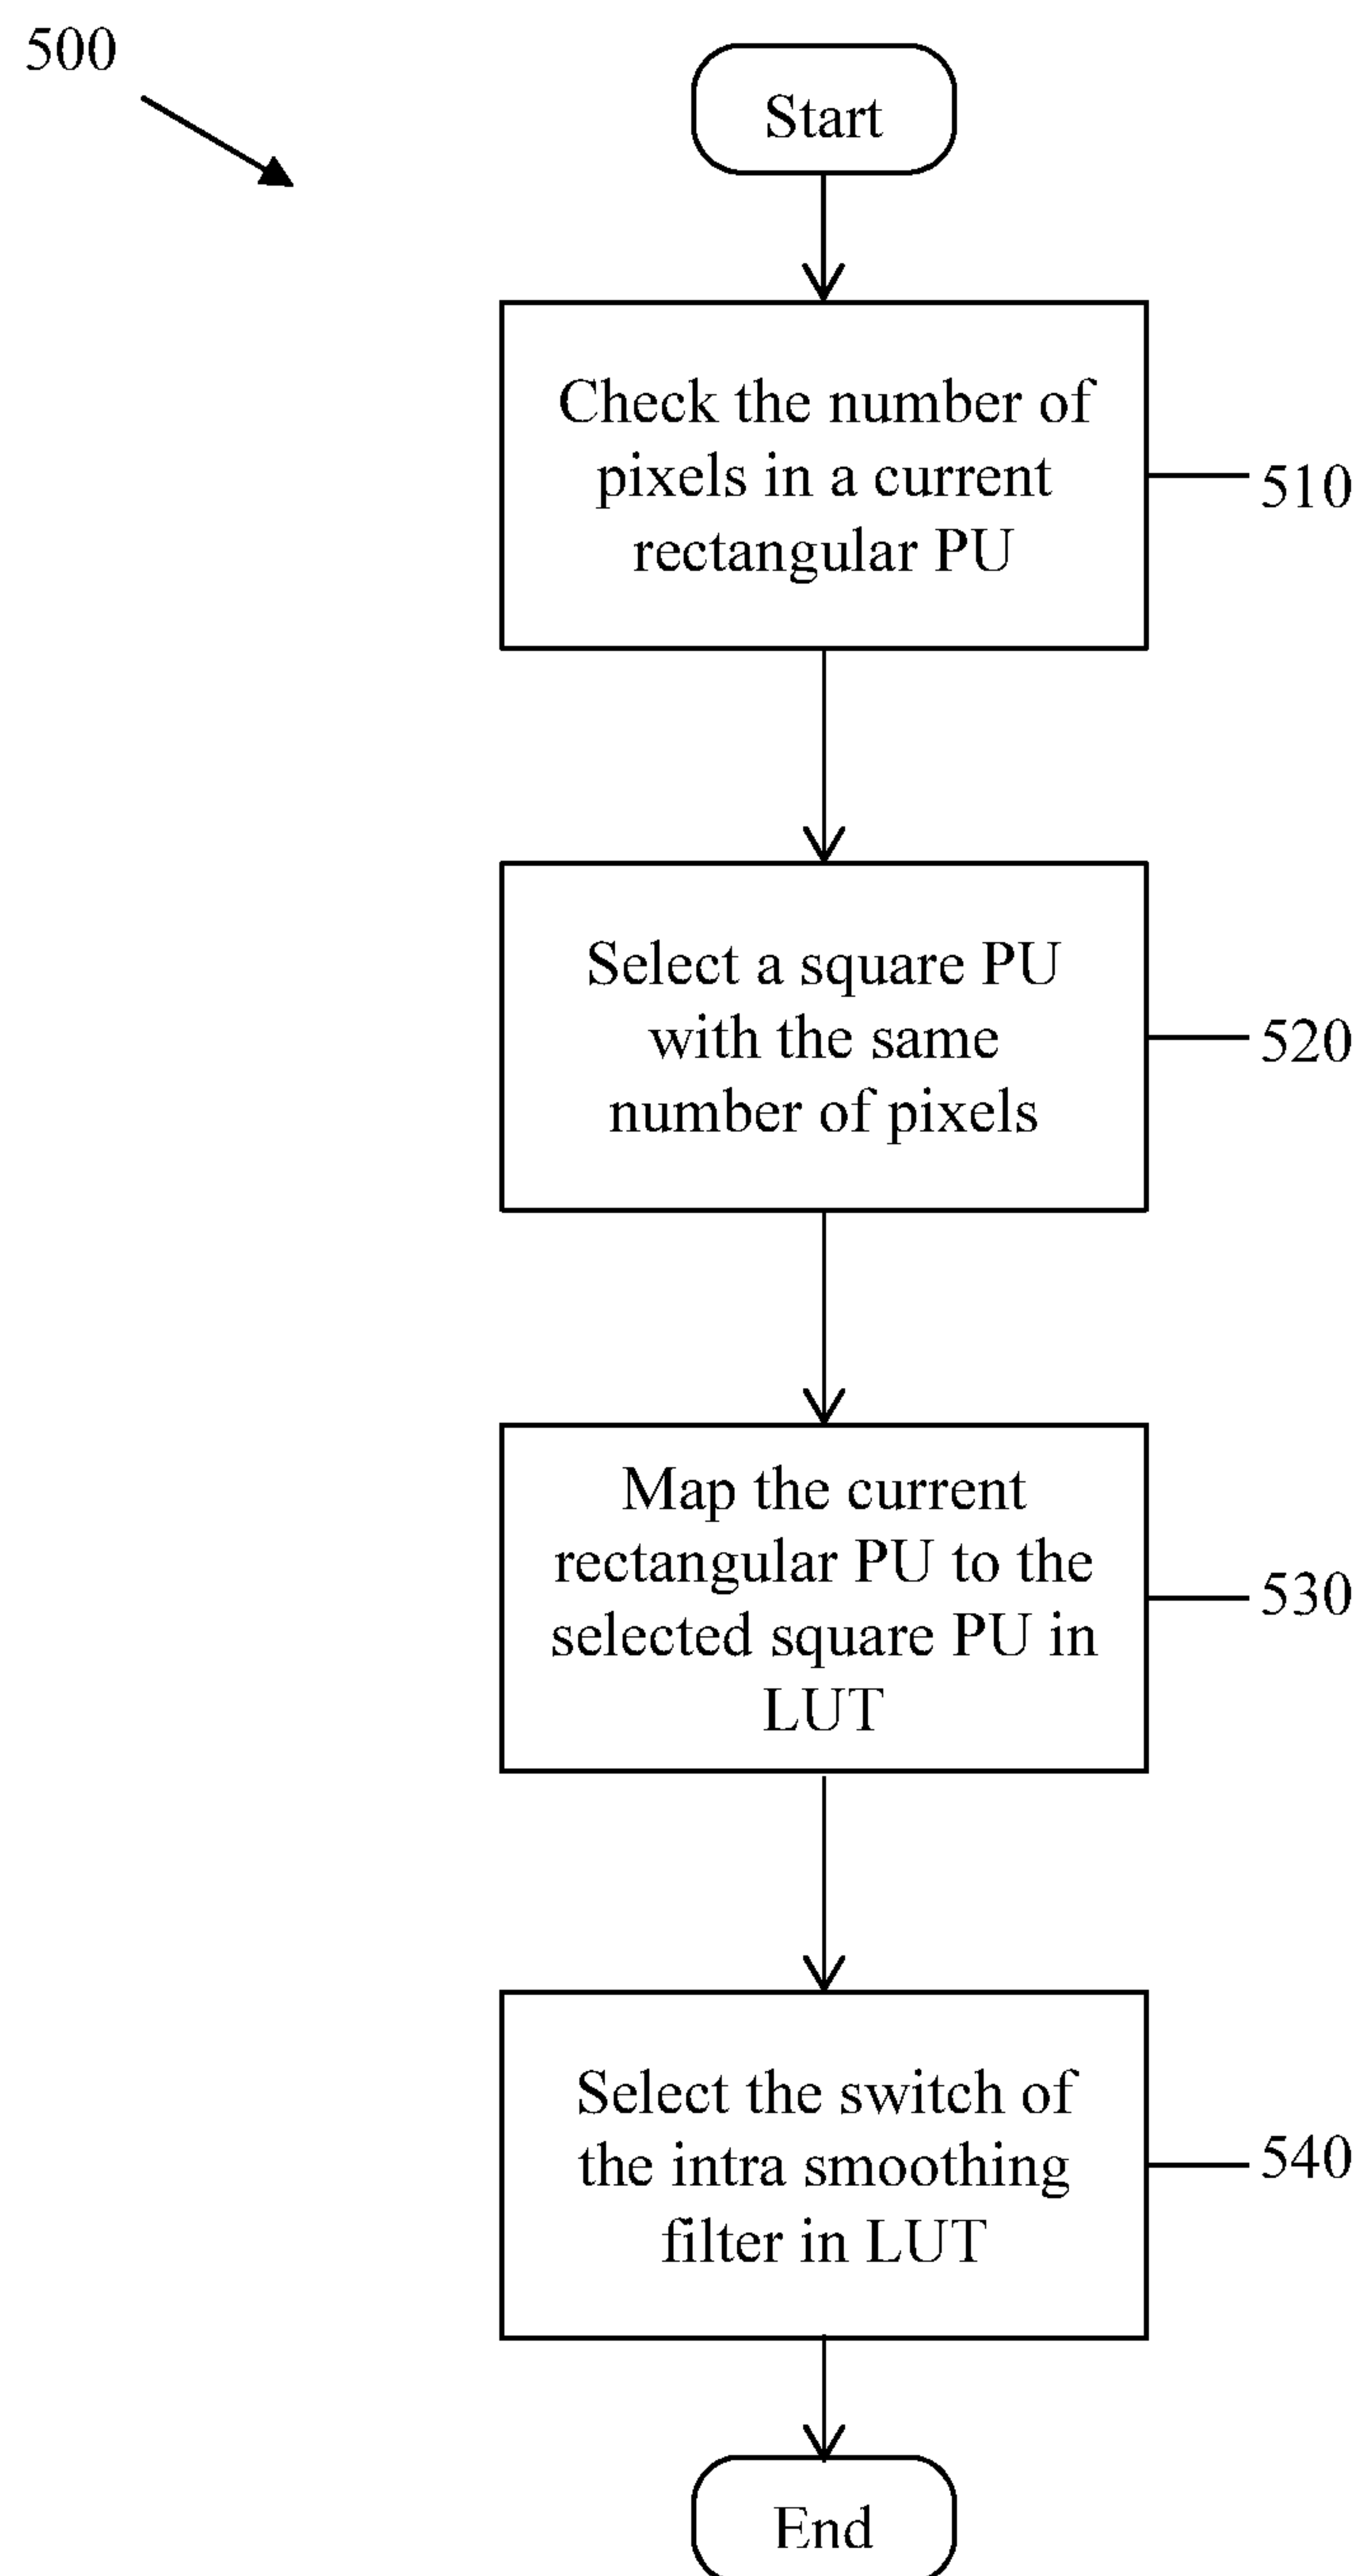 500
Start
Check the number of
pixels in a current
rectangular PU
510
Select a square PU
with the same
number of pixels
520
Map the current
rectangular PU to the
selected square PU in
LUT
530
Select the switch of
the intra smoothing
filter in LUT
540
End